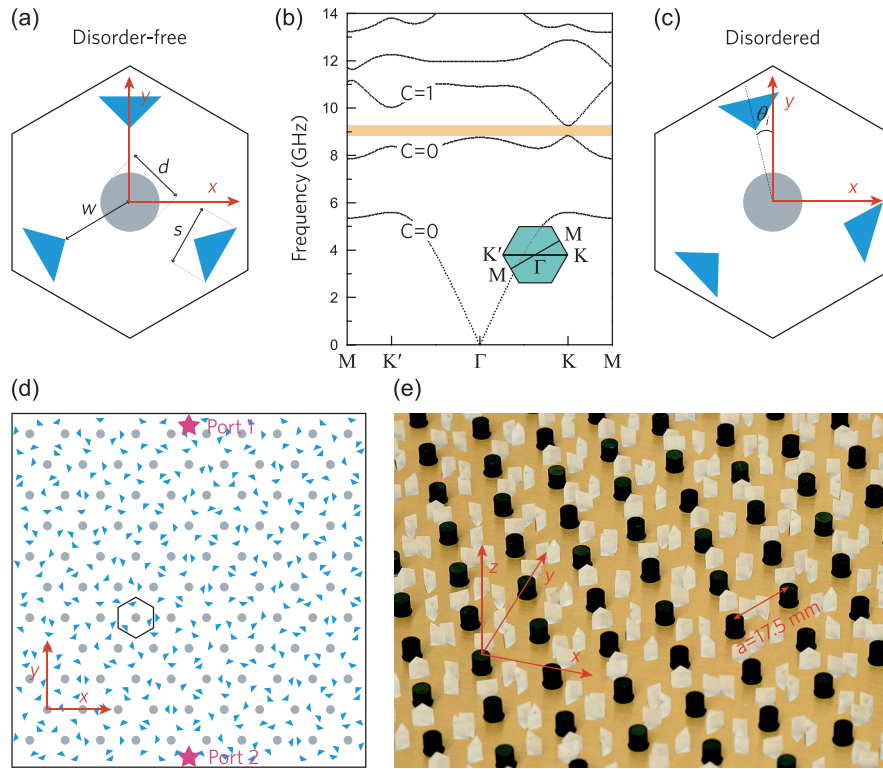 (a)
Disorder-free
y
x
d
w
s
(b)
Frequency (GHz)
14
12
10
8
6
4
2
0
C=1
C=0
C=0
M
K′
Γ
K
M
M
K′
Γ
K
M
(c)
Disordered
θi
y
x
(d)
Port 1
y
x
Port 2
(e)
z
y
x
a=17.5 mm